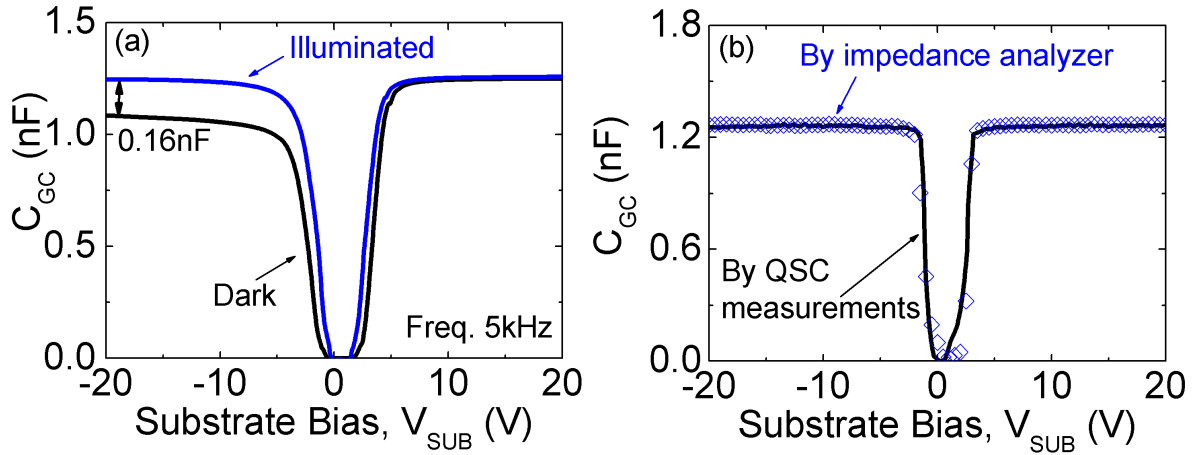 (a)
Illuminated
0.16nF
Dark
Freq. 5kHz
1.5
1.0
0.5
0.0
C_GC (nF)
-20 -10 0 10 20
Substrate Bias, V_SUB (V)
(b)
By impedance analyzer
By QSC
measurements
1.8
1.2
0.6
0.0
C_GC (nF)
-20 -10 0 10 20
Substrate Bias, V_SUB (V)